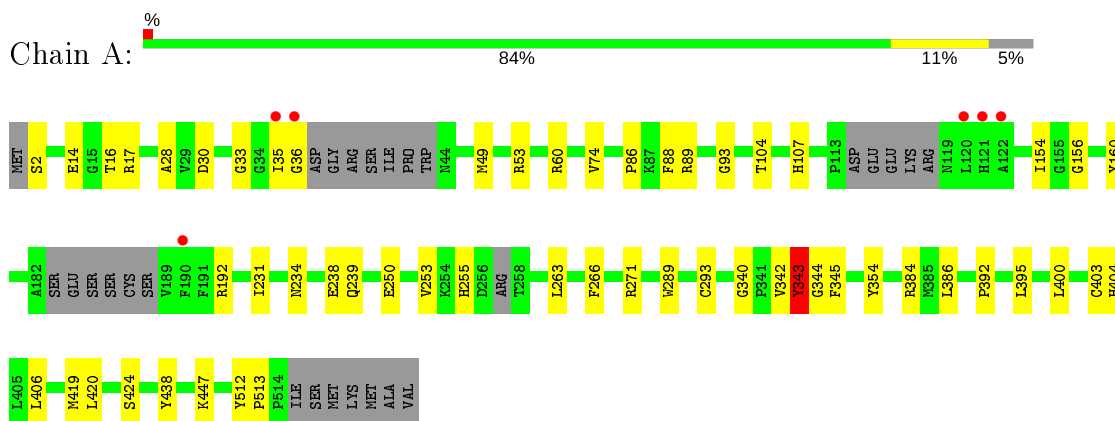 %
Chain A:
84% 11% 5%
MET S2 E14 G15 T16 R17 A28 V29 D30 G33 G34 I35 G36 ASP GLY ARG SER ILE PRO TRP N44 M49 R53 R60 V74 P86 K87 F88 R89 G93 T104 H107 P113 ASP GLU GLU LYS ARG N119 L120 H121 A122 I154 G155 G156 Y160
A182 SER GLU SER SER CYS SER V189 F190 F191 R192 I231 N234 E238 Q239 E250 V253 K254 H255 D256 ARG T258 L263 F266 R271 W289 C293 G340 P341 V342 Y343 G344 F345 Y354 R384 M385 L386 P392 L395 L400 C403 H404
L405 L406 M419 L420 S424 Y438 K447 Y512 P513 P514 ILE SER MET LYS MET ALA VAL